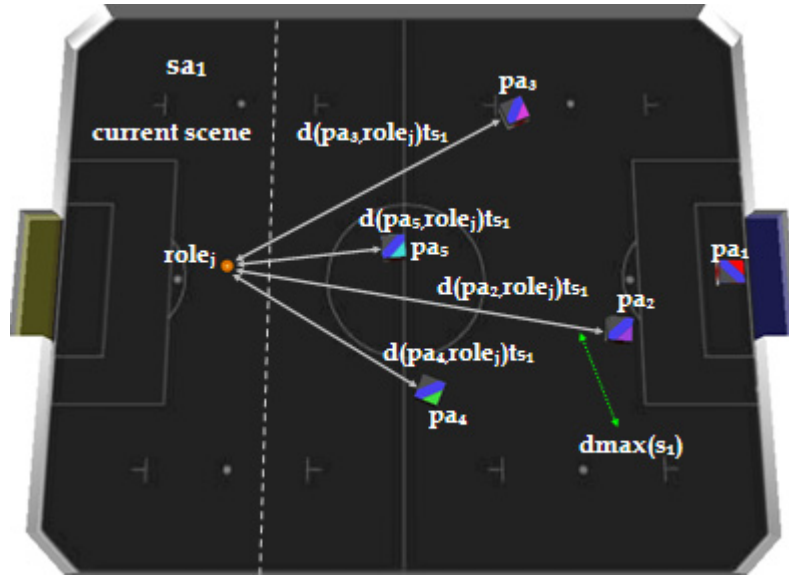 sa₁
pa₃
current scene
d(pa₃,roleⱼ)ts₁
d(pa₅,roleⱼ)ts₁
roleⱼ
pa₅
pa₁
d(pa₂,roleⱼ)ts₁
pa₂
d(pa₄,roleⱼ)ts₁
pa₄
dmax(s₁)